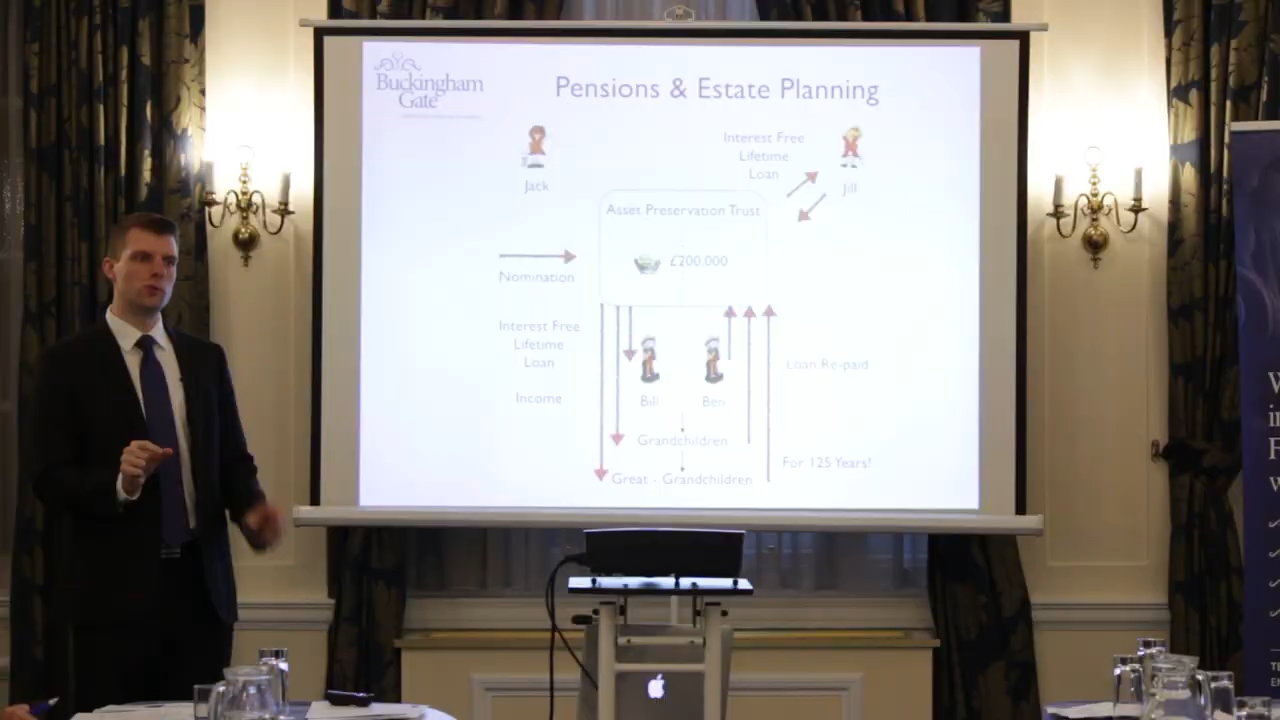 Buckingham
Gate
Pensions & Estate Planning
Interest Free
Lifetime
Loan
Jack
Jill
Asset Preservation Trust
£200,000
Nomination
Interest Free
Lifetime
Loan
Loan Re-paid
Income
Bill
Ben
Grandchildren
For 125 Years!
Great - Grandchildren